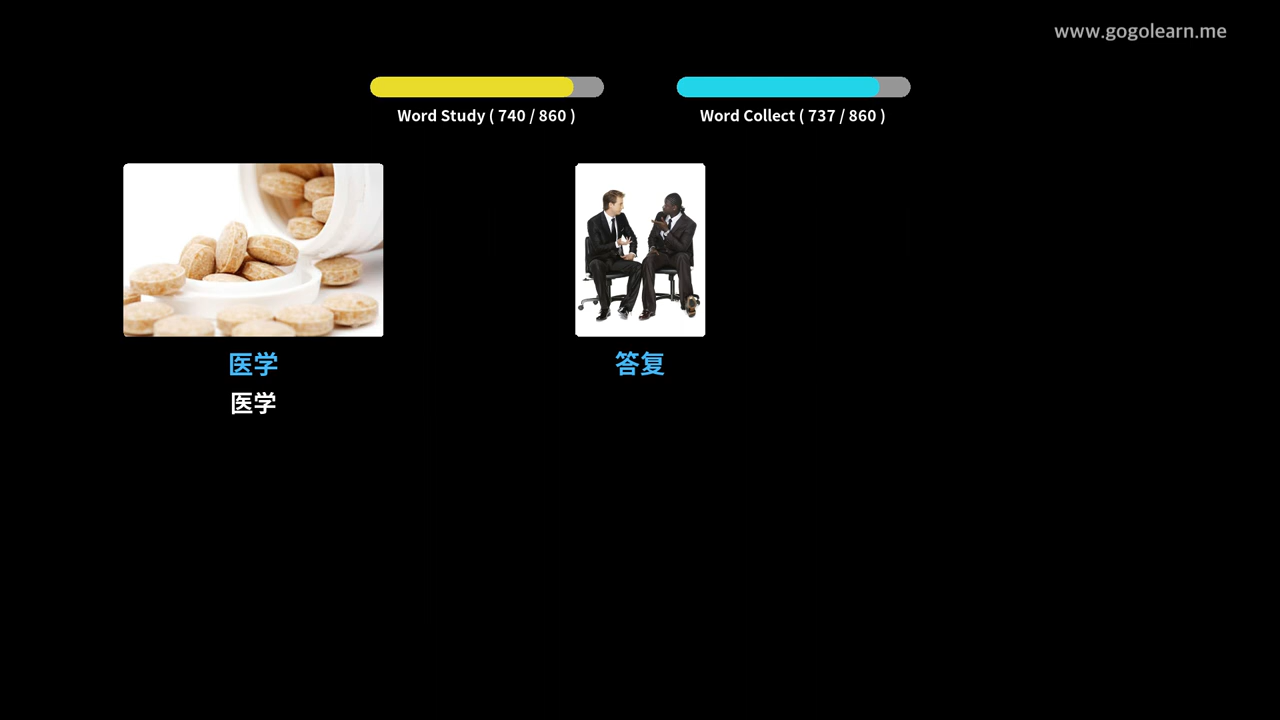 www.gogolearn.me
Word Study ( 740 / 860 )
Word Collect ( 737 / 860 )
医学
答复
医学